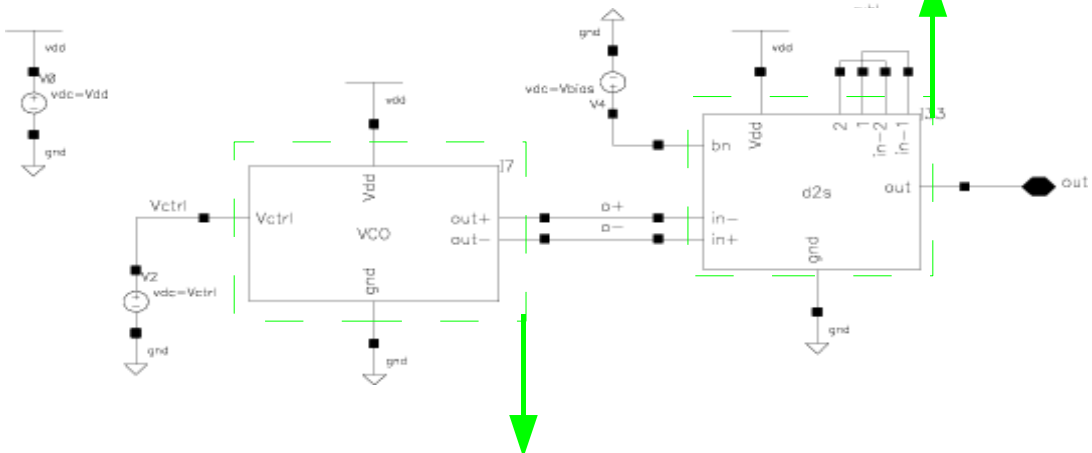 vdd
V0
vdc=Vdd
gnd
Vctrl
V2
vdc=Vctrl
gnd
vdd
I7
Vdd
Vctrl
VCO
out+
out-
gnd
gnd
o+
o-
gnd
vdc=Vbias
V4
vdd
bn
Vdd
2
1
in-2
in-1
d2s
in-
in+
out
gnd
gnd
out